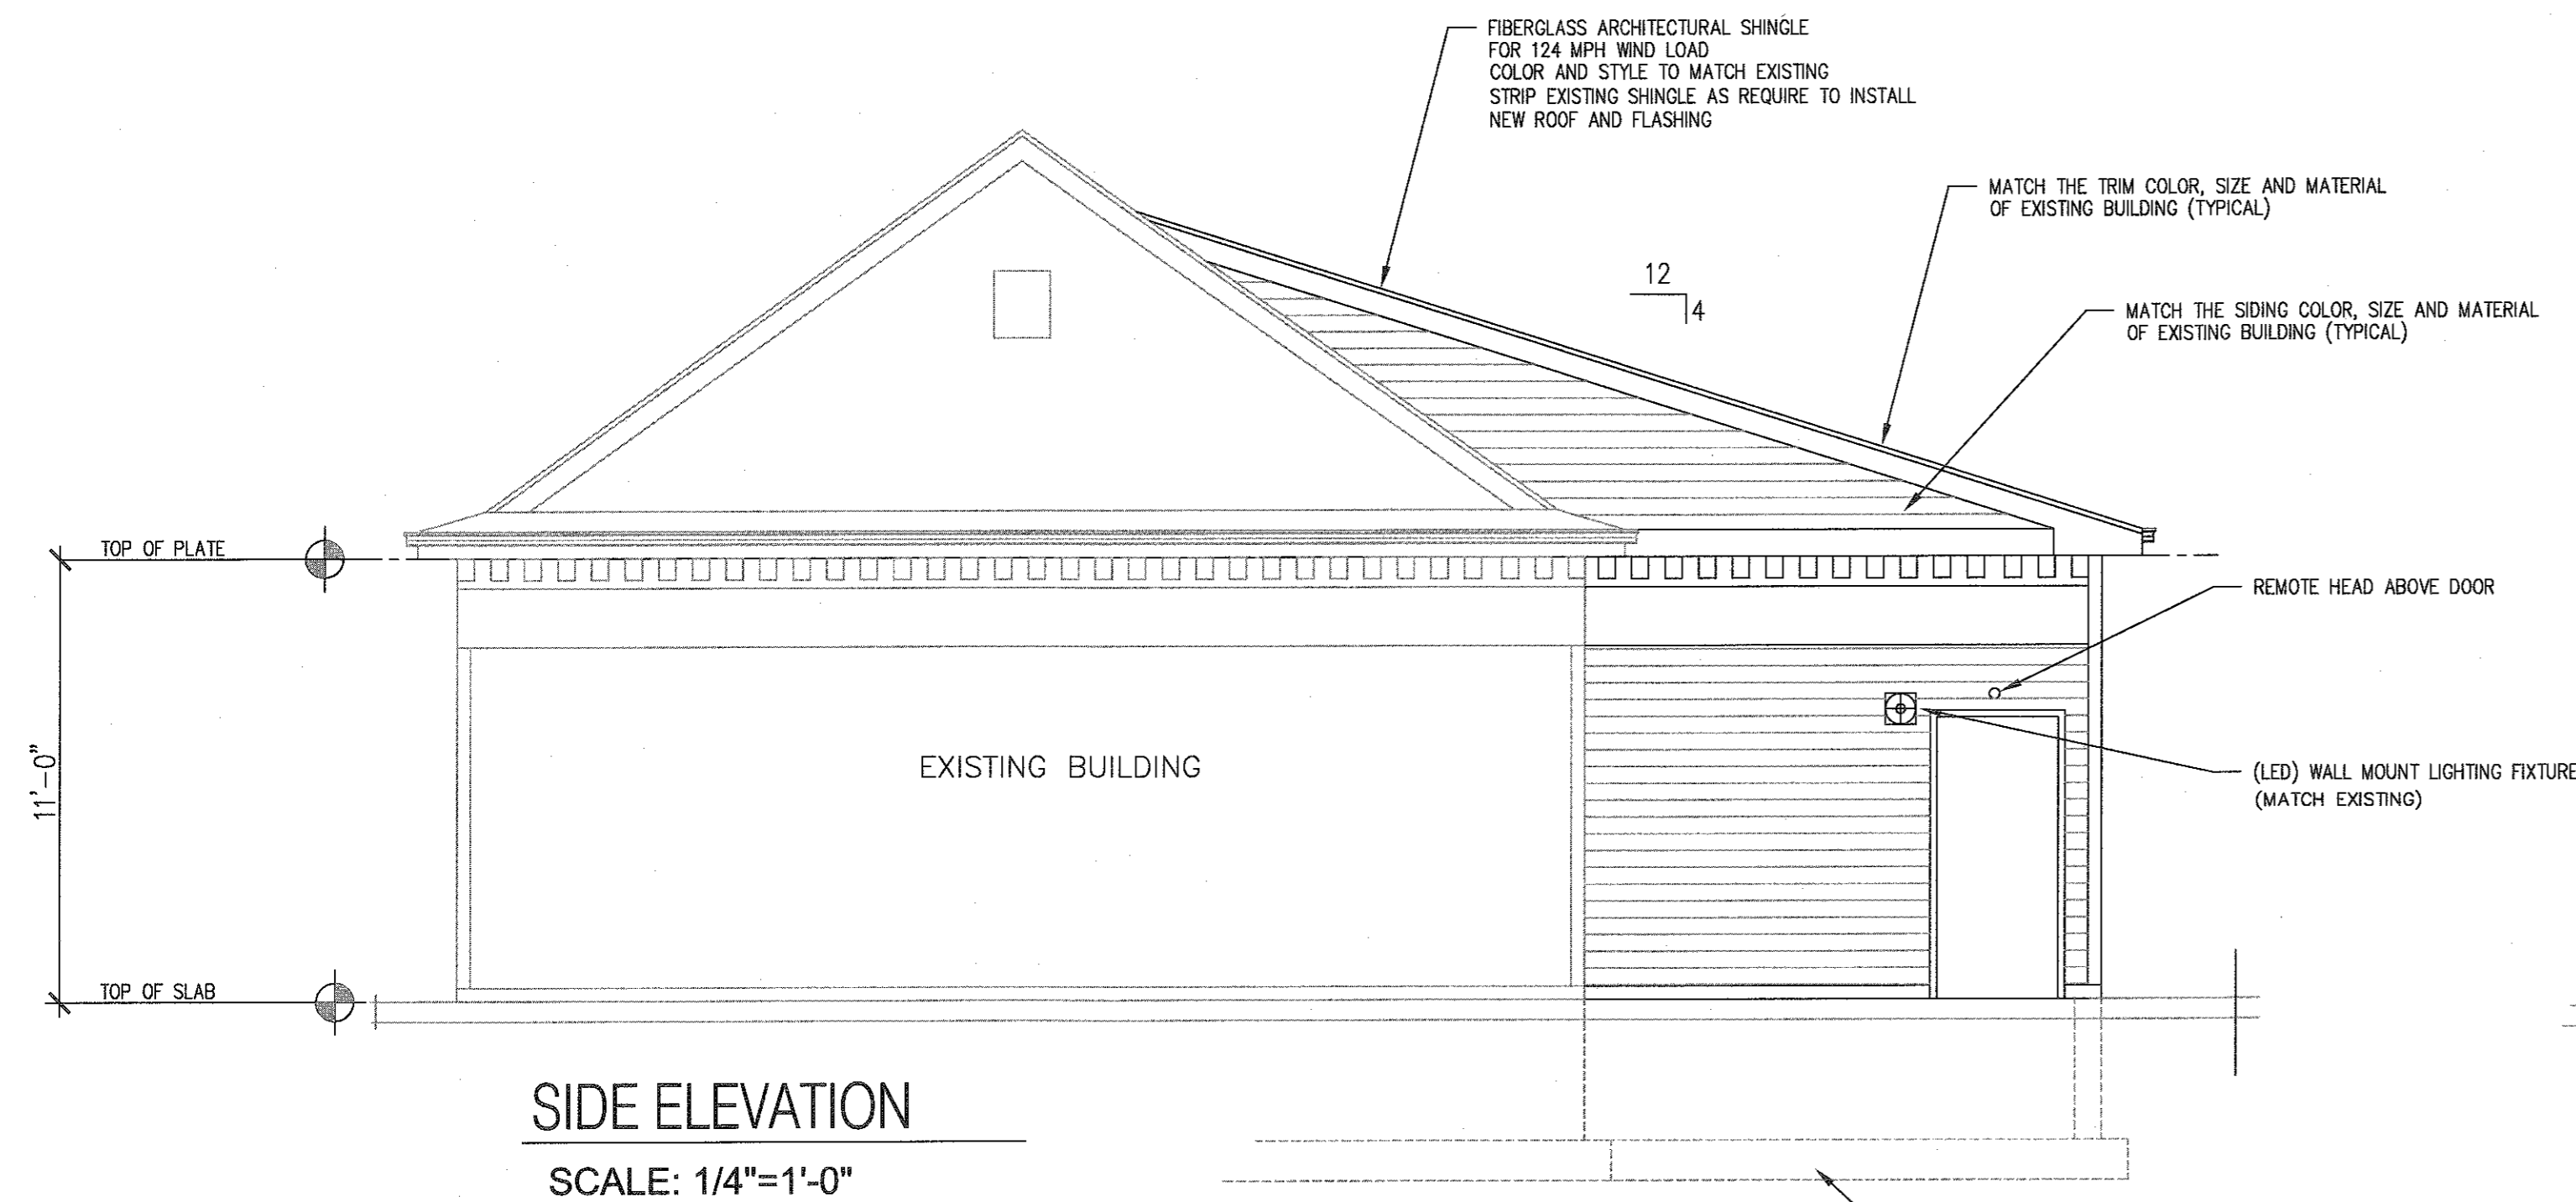 FIBERGLASS ARCHITECTURAL SHINGLE
FOR 124 MPH WIND LOAD
COLOR AND STYLE TO MATCH EXISTING
STRIP EXISTING SHINGLE AS REQUIRE TO INSTALL
NEW ROOF AND FLASHING
MATCH THE TRIM COLOR, SIZE AND MATERIAL
OF EXISTING BUILDING (TYPICAL)
12
4
MATCH THE SIDING COLOR, SIZE AND MATERIAL
OF EXISTING BUILDING (TYPICAL)
TOP OF PLATE
REMOTE HEAD ABOVE DOOR
11'-0"
EXISTING BUILDING
(LED) WALL MOUNT LIGHTING FIXTURE
(MATCH EXISTING)
TOP OF SLAB
SIDE ELEVATION
SCALE: 1/4"=1'-0"